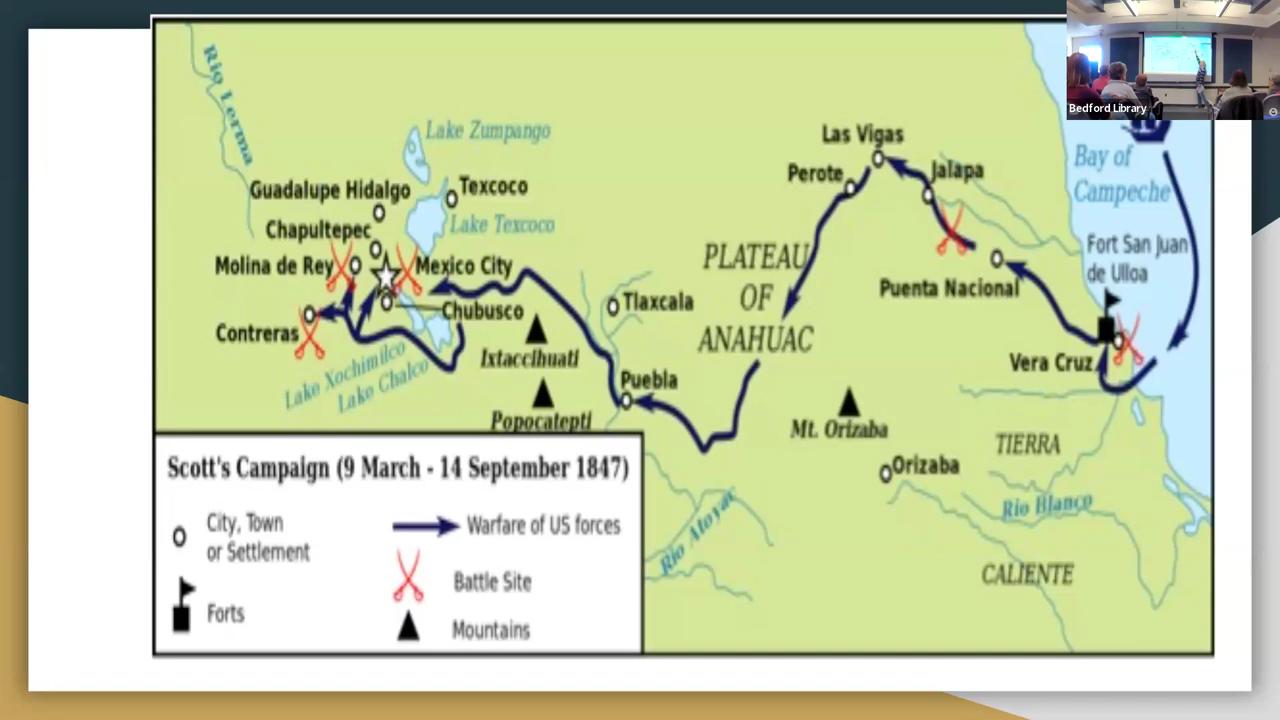 Bedford Library
Rio Lerma
Lake Zumpango
Las Vigas
Bay of
Campeche
Guadalupe Hidalgo
Texcoco
Perote
Jalapa
Chapultepec
Lake Texcoco
Fort San Juan
de Ulloa
Molina de Rey
Mexico City
PLATEAU
OF
ANAHUAC
Puenta Nacional
Contreras
Chubusco
Tlaxcala
Ixtaccihuati
Vera Cruz
Lake Xochimilco
Lake Chalco
Puebla
Popocatepti
Mt. Orizaba
TIERRA
Orizaba
Rio Blanco
Rio Atoyac
CALIENTE
Scott's Campaign (9 March - 14 September 1847)
City, Town
or Settlement
Warfare of US forces
Battle Site
Forts
Mountains